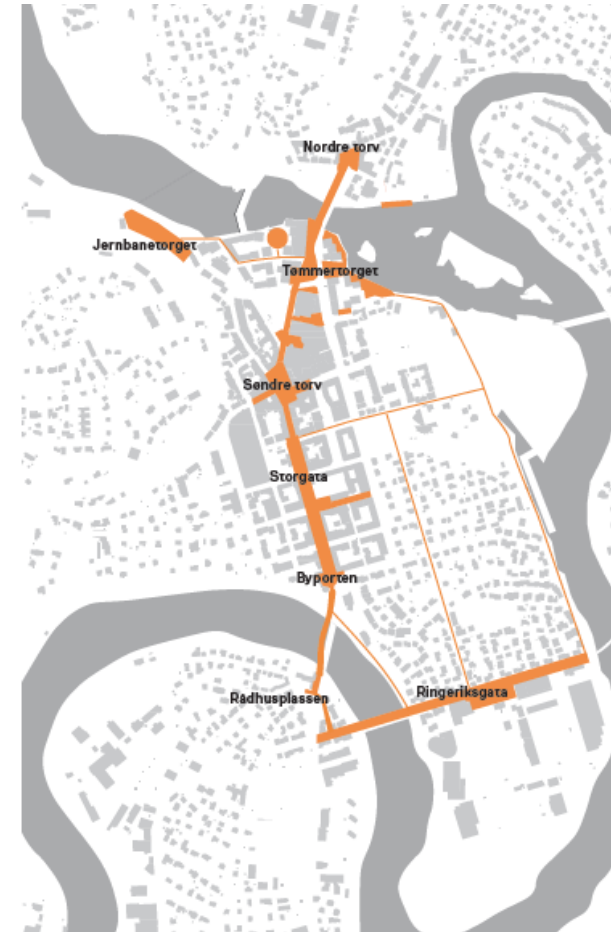 Nordre torv
Jernbanetorget
Tømmertorget
Søndre torv
Storgata
Byporten
Rådhusplassen
Ringeriksgata